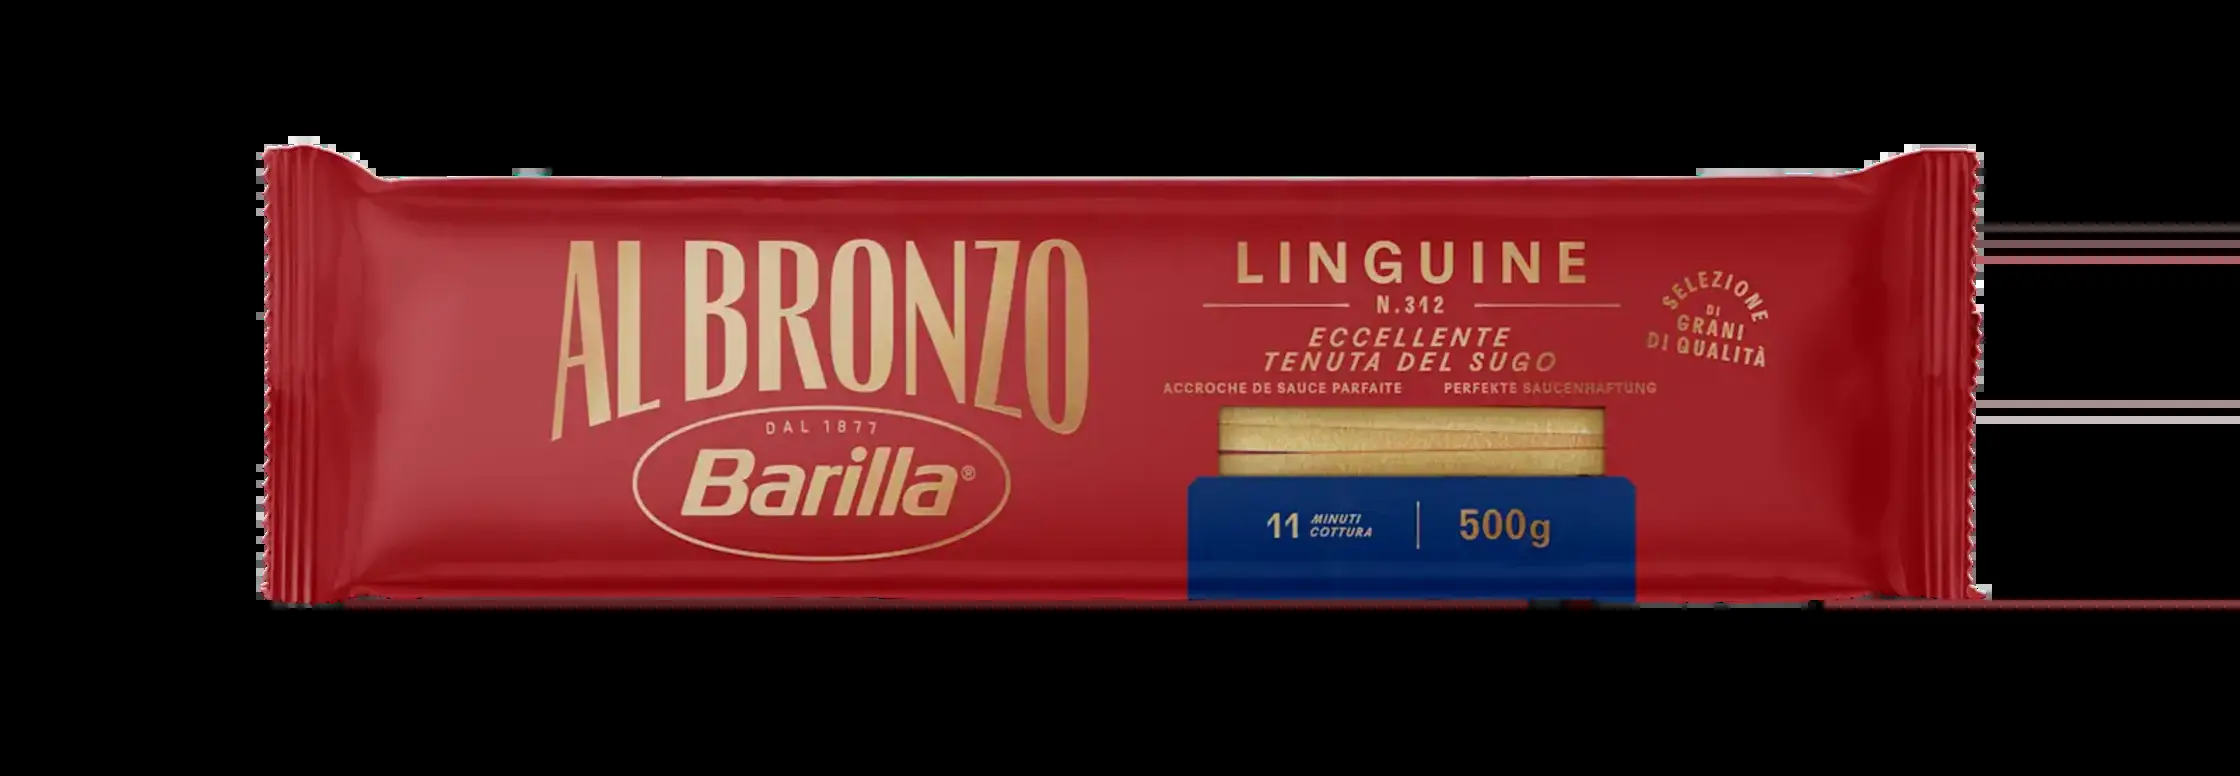 AL BRONZO
DAL 1877
Barilla®
LINGUINE
N.312
ECCELLENTE
TENUTA DEL SUGO
ACCROCHE DE SAUCE PARFAITE PERFEKTE SAUCENHAFTUNG
SELEZIONE
DI
GRANI
DI QUALITÀ
11 MINUTI
COTTURA
500g